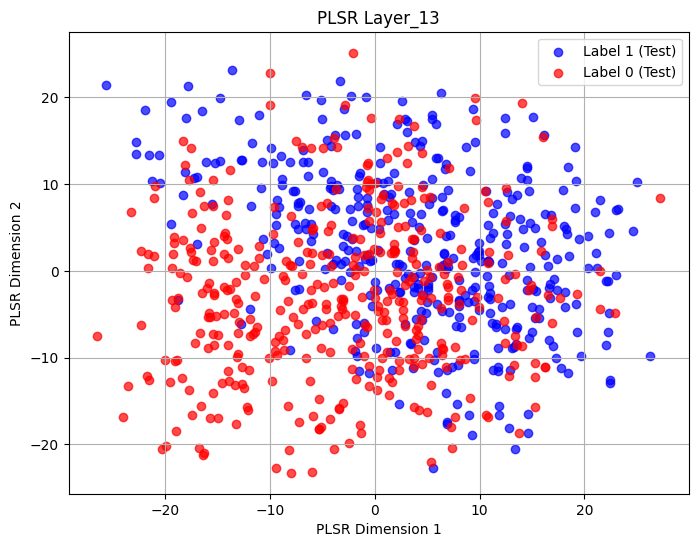 PLSR Layer_13
Label 1 (Test)
Label 0 (Test)
PLSR Dimension 2
20
10
0
−10
−20
−20
−10
0
10
20
PLSR Dimension 1